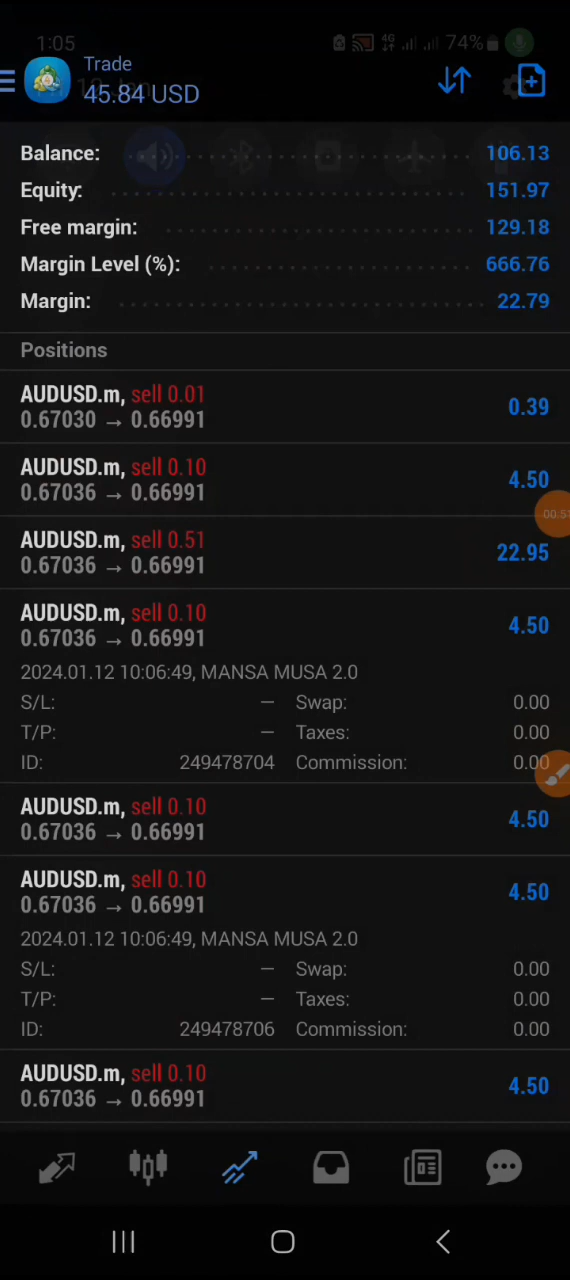 1:05
4G
74%
Trade
45.84 USD
Balance: 106.13
Equity: 151.97
Free margin: 129.18
Margin Level (%): 666.76
Margin: 22.79
Positions
AUDUSD.m, sell 0.01
0.67030 → 0.66991 0.39
AUDUSD.m, sell 0.10
0.67036 → 0.66991 4.50
AUDUSD.m, sell 0.51
0.67036 → 0.66991 22.95
AUDUSD.m, sell 0.10
0.67036 → 0.66991 4.50
2024.01.12 10:06:49, MANSA MUSA 2.0
S/L: – Swap: 0.00
T/P: – Taxes: 0.00
ID: 249478704 Commission: 0.00
AUDUSD.m, sell 0.10
0.67036 → 0.66991 4.50
AUDUSD.m, sell 0.10
0.67036 → 0.66991 4.50
2024.01.12 10:06:49, MANSA MUSA 2.0
S/L: – Swap: 0.00
T/P: – Taxes: 0.00
ID: 249478706 Commission: 0.00
AUDUSD.m, sell 0.10
0.67036 → 0.66991 4.50